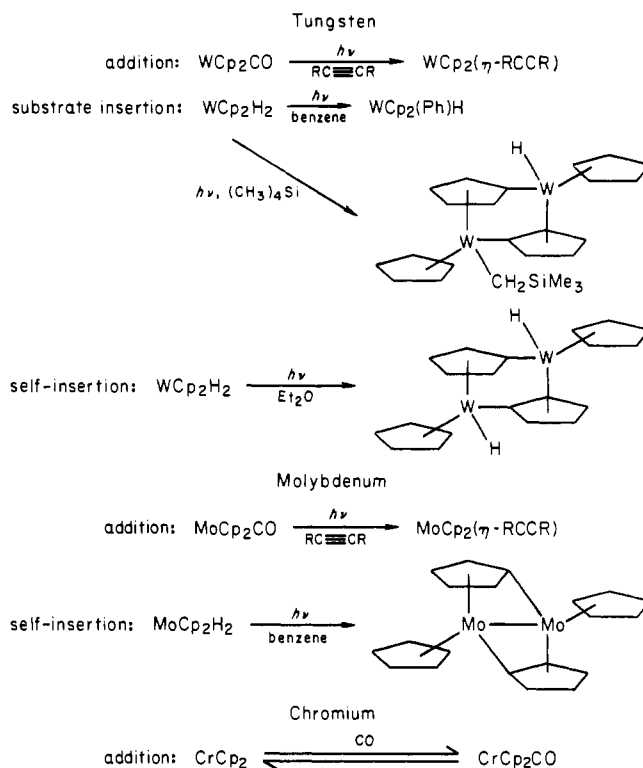 Tungsten
addition: WCp2CO hν RC≡CR WCp2(η-RCCR)
substrate insertion: WCp2H2 hν benzene WCp2(Ph)H
hν, (CH3)4Si
H
W
W
CH2SiMe3
H
self-insertion: WCp2H2 hν Et2O
W
W
H
Molybdenum
addition: MoCp2CO hν RC≡CR MoCp2(η-RCCR)
self-insertion: MoCp2H2 hν benzene
Mo Mo
Chromium
addition: CrCp2 CO CrCp2CO